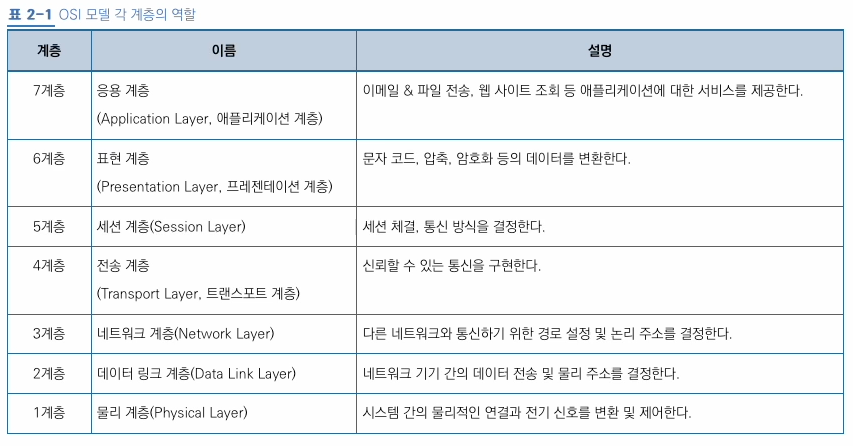 표 2-1 OSI 모델 각 계층의 역할
계층 이름 설명
7계층 응용 계층 이메일 & 파일 전송, 웹 사이트 조회 등 애플리케이션에 대한 서비스를 제공한다.
(Application Layer, 애플리케이션 계층)
6계층 표현 계층 문자 코드, 압축, 암호화 등의 데이터를 변환한다.
(Presentation Layer, 프레젠테이션 계층)
5계층 세션 계층(Session Layer) 세션 체결, 통신 방식을 결정한다.
4계층 전송 계층 신뢰할 수 있는 통신을 구현한다.
(Transport Layer, 트랜스포트 계층)
3계층 네트워크 계층(Network Layer) 다른 네트워크와 통신하기 위한 경로 설정 및 논리 주소를 결정한다.
2계층 데이터 링크 계층(Data Link Layer) 네트워크 기기 간의 데이터 전송 및 물리 주소를 결정한다.
1계층 물리 계층(Physical Layer) 시스템 간의 물리적인 연결과 전기 신호를 변환 및 제어한다.